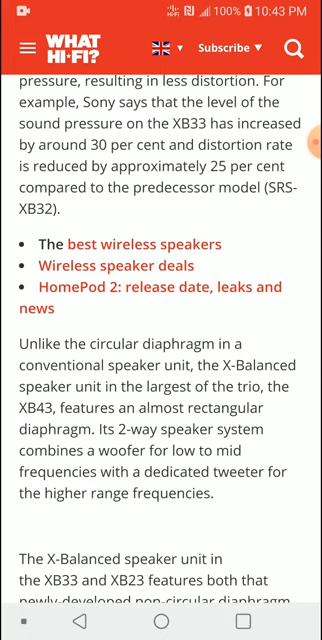 100% 10:43 PM
WHAT
HI-FI?
Subscribe
pressure, resulting in less distortion. For
example, Sony says that the level of the
sound pressure on the XB33 has increased
by around 30 per cent and distortion rate
is reduced by approximately 25 per cent
compared to the predecessor model (SRS-
XB32).
The best wireless speakers
Wireless speaker deals
HomePod 2: release date, leaks and
news
Unlike the circular diaphragm in a
conventional speaker unit, the X-Balanced
speaker unit in the largest of the trio, the
XB43, features an almost rectangular
diaphragm. Its 2-way speaker system
combines a woofer for low to mid
frequencies with a dedicated tweeter for
the higher range frequencies.
The X-Balanced speaker unit in
the XB33 and XB23 features both that
newly-developed non-circular diaphragm